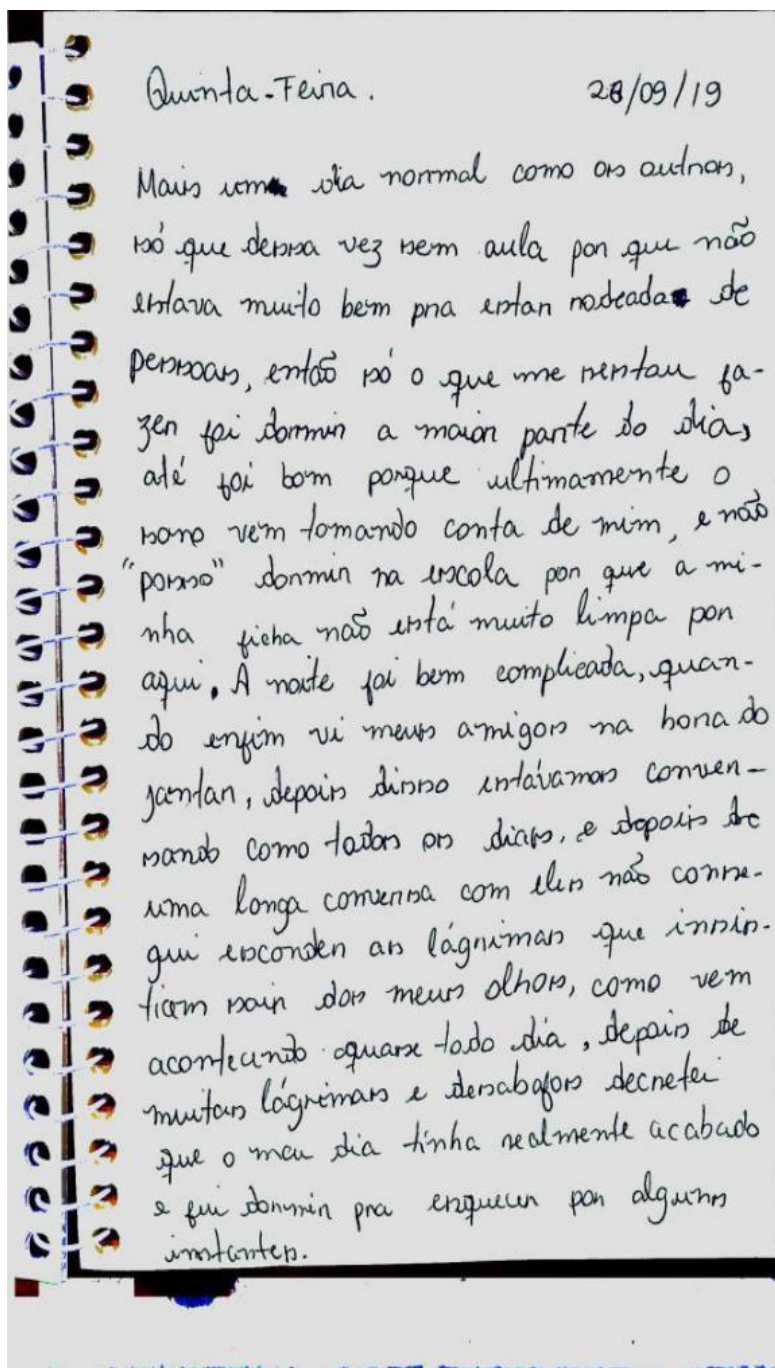 Quinta-Feira. 26/09/19
Mais uma dia normal como os outros,
só que dessa vez sem aula por que não
estava muito bem pra estar rodeada de
pessoas, então só o que me restou fa-
zer foi dormir a maior parte do dia,
até foi bom porque ultimamente o
sono vem tomando conta de mim, e não
"posso" dormir na escola por que a mi-
nha ficha não está muito limpa por
aqui. A noite foi bem complicada, quan-
do enfim vi meus amigos na hora do
jantar, depois disso estávamos conver-
sando como todos os dias, e depois de
uma longa conversa com eles não conse-
gui esconder as lágrimas que insis-
tiam sair dos meus olhos, como vem
acontecendo quase todo dia, depois de
muitas lágrimas e desabafos decretei
que o meu dia tinha realmente acabado
e fui dormir pra esquecer por alguns
instantes.